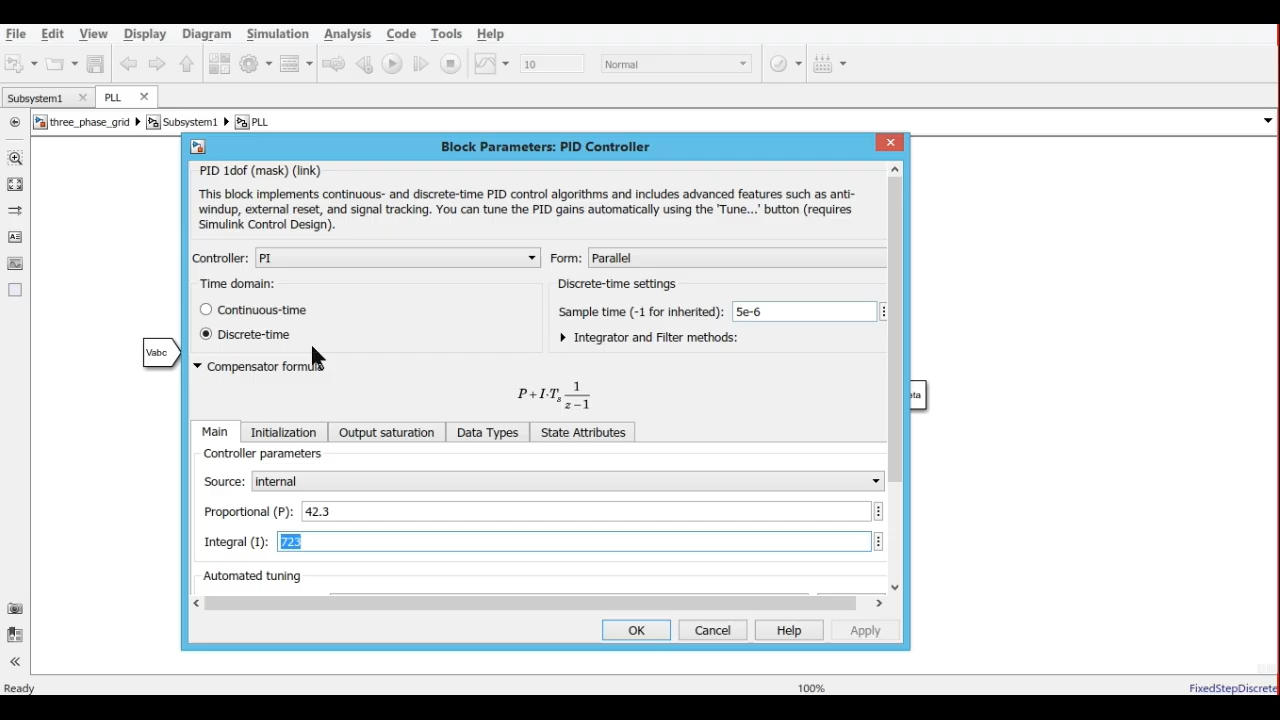 File Edit View Display Diagram Simulation Analysis Code Tools Help
10 Normal
Subsystem1 PLL
three_phase_grid Subsystem1 PLL
Block Parameters: PID Controller
PID 1dof (mask) (link)
This block implements continuous- and discrete-time PID control algorithms and includes advanced features such as anti-
windup, external reset, and signal tracking. You can tune the PID gains automatically using the 'Tune...' button (requires
Simulink Control Design).
Controller: PI Form: Parallel
Time domain: Discrete-time settings
Continuous-time
Sample time (-1 for inherited): 5e-6
Discrete-time
Integrator and Filter methods:
Vabc
Compensator formula
P+I·Ts 1/(z−1)
ta
Main Initialization Output saturation Data Types State Attributes
Controller parameters
Source: internal
Proportional (P): 42.3
Integral (I): 723
Automated tuning
OK Cancel Help Apply
Ready 100% FixedStepDiscrete